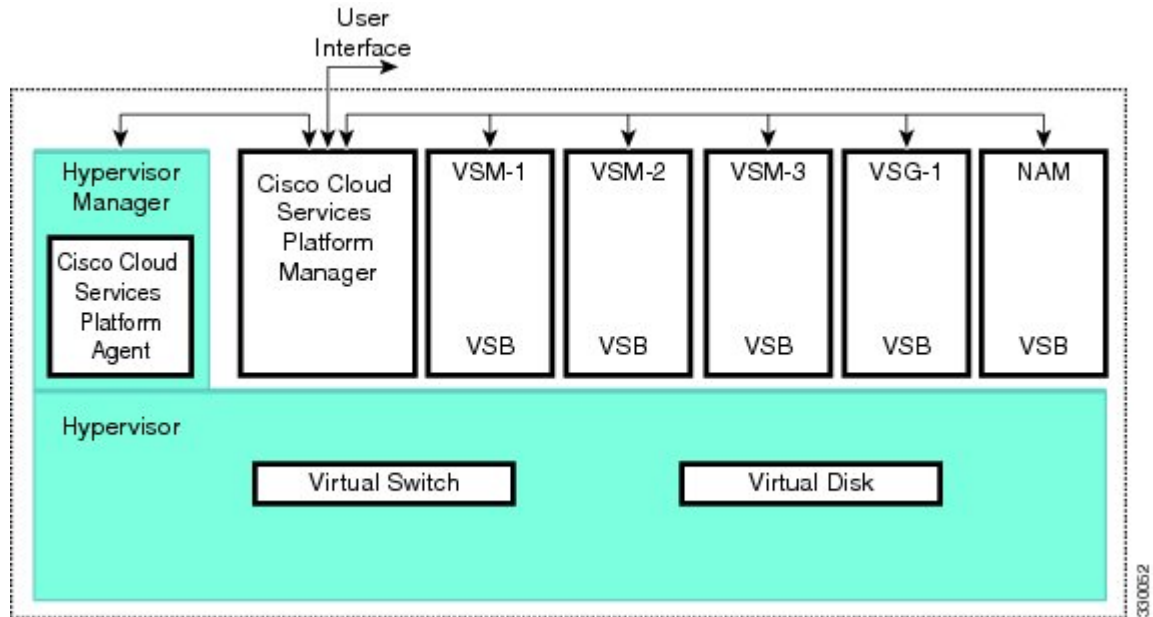 User
Interface
Hypervisor
Manager
Cisco Cloud
Services
Platform
Agent
Cisco Cloud
Services
Platform
Manager
VSM-1
VSB
VSM-2
VSB
VSM-3
VSB
VSG-1
VSB
NAM
VSB
Hypervisor
Virtual Switch
Virtual Disk
330052